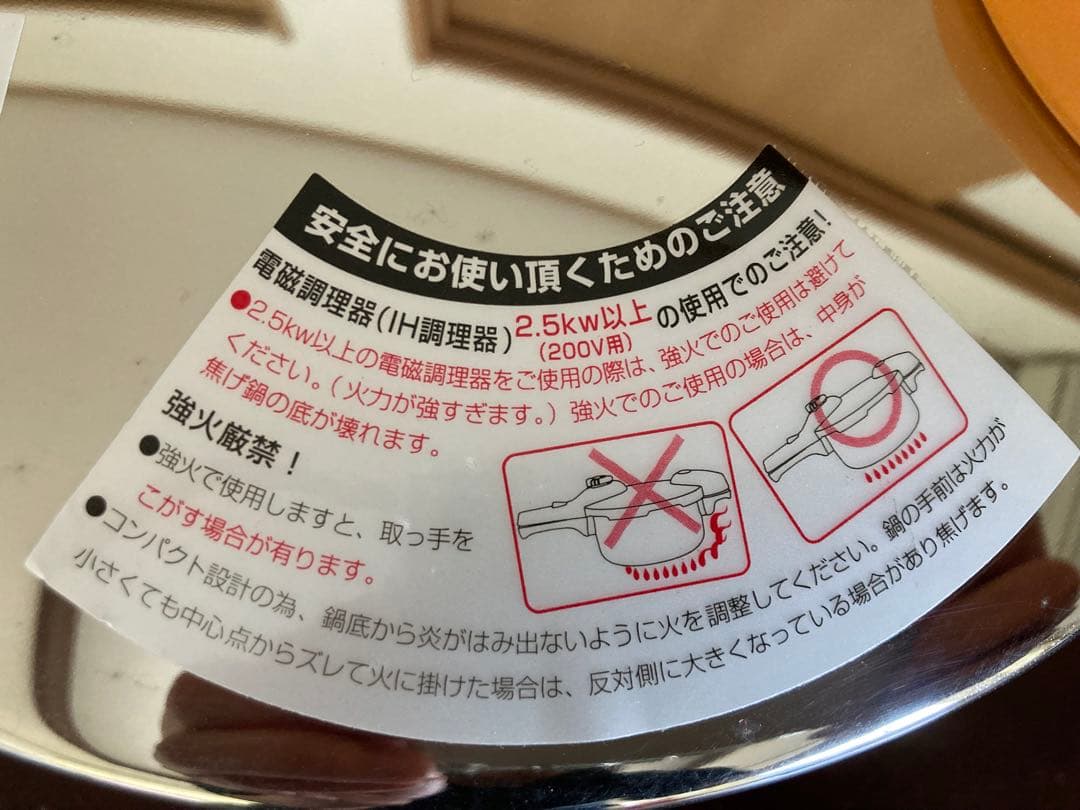 安全にお使い頂くためのご注意
電磁調理器(IH調理器)2.5kw以上(200V用)の使用でのご注意!
●2.5kw以上の電磁調理器をご使用の際は、強火でのご使用は避けて
ください。(火力が強すぎます。)強火でのご使用の場合は、中身が
焦げ鍋の底が壊れます。
強火厳禁!
●強火で使用しますと、取っ手を
こがす場合が有ります。
●コンパクト設計の為、鍋底から炎がはみ出ないように火を調整してください。鍋の手前は火力が
小さくても中心点からズレて火に掛けた場合は、反対側に大きくなっている場合があり焦げます。